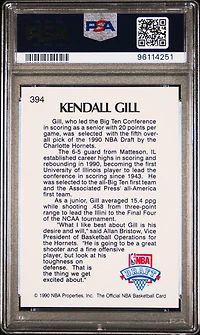 PSA
96114251
394
KENDALL GILL
Gill, who led the Big Ten Conference
in scoring as a senior with 20 points per
game, was selected with the fifth over-
all pick of the 1990 NBA Draft by the
Charlotte Hornets.
The 6-5 guard from Matteson, IL
established career highs in scoring and
rebounding in 1990, becoming the first
University of Illinois player to lead the
conference in scoring since 1943. He
was selected to the all-Big Ten first team
and the Associated Press' all-America
first team.
As a junior, Gill averaged 15.4 ppg
while shooting .458 from three-point
range to lead the Illini to the Final Four
of the NCAA tournament.
"What I like best about Gill is his
desire and will," said Allan Bristow, Vice
President of Basketball Operations for
the Hornets. "He is going to be a great
shooter and a fine offensive
player, but look at his
toughness on
defense. That is
the thing we get
excited about."
NBA
DRAFT
© 1990 NBA Properties, Inc. The Official NBA Basketball Card